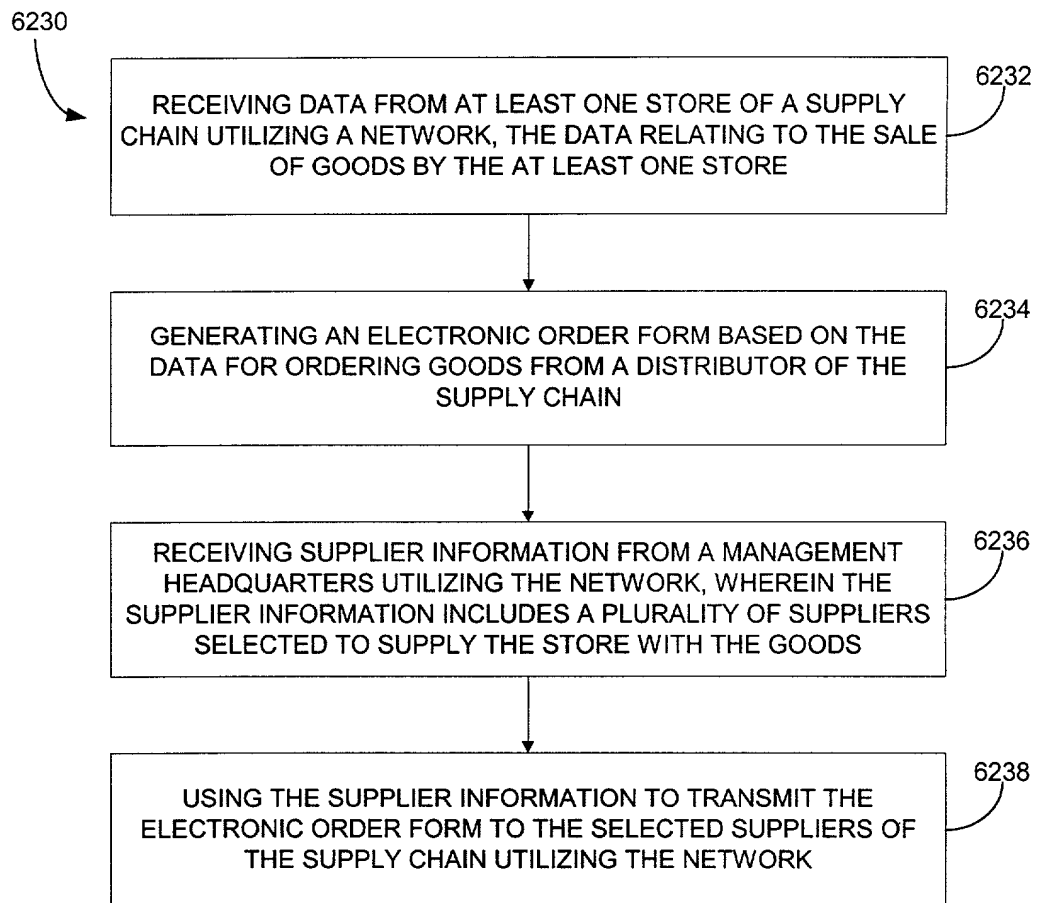 6230
6232
RECEIVING DATA FROM AT LEAST ONE STORE OF A SUPPLY
CHAIN UTILIZING A NETWORK, THE DATA RELATING TO THE SALE
OF GOODS BY THE AT LEAST ONE STORE
6234
GENERATING AN ELECTRONIC ORDER FORM BASED ON THE
DATA FOR ORDERING GOODS FROM A DISTRIBUTOR OF THE
SUPPLY CHAIN
6236
RECEIVING SUPPLIER INFORMATION FROM A MANAGEMENT
HEADQUARTERS UTILIZING THE NETWORK, WHEREIN THE
SUPPLIER INFORMATION INCLUDES A PLURALITY OF SUPPLIERS
SELECTED TO SUPPLY THE STORE WITH THE GOODS
6238
USING THE SUPPLIER INFORMATION TO TRANSMIT THE
ELECTRONIC ORDER FORM TO THE SELECTED SUPPLIERS OF
THE SUPPLY CHAIN UTILIZING THE NETWORK